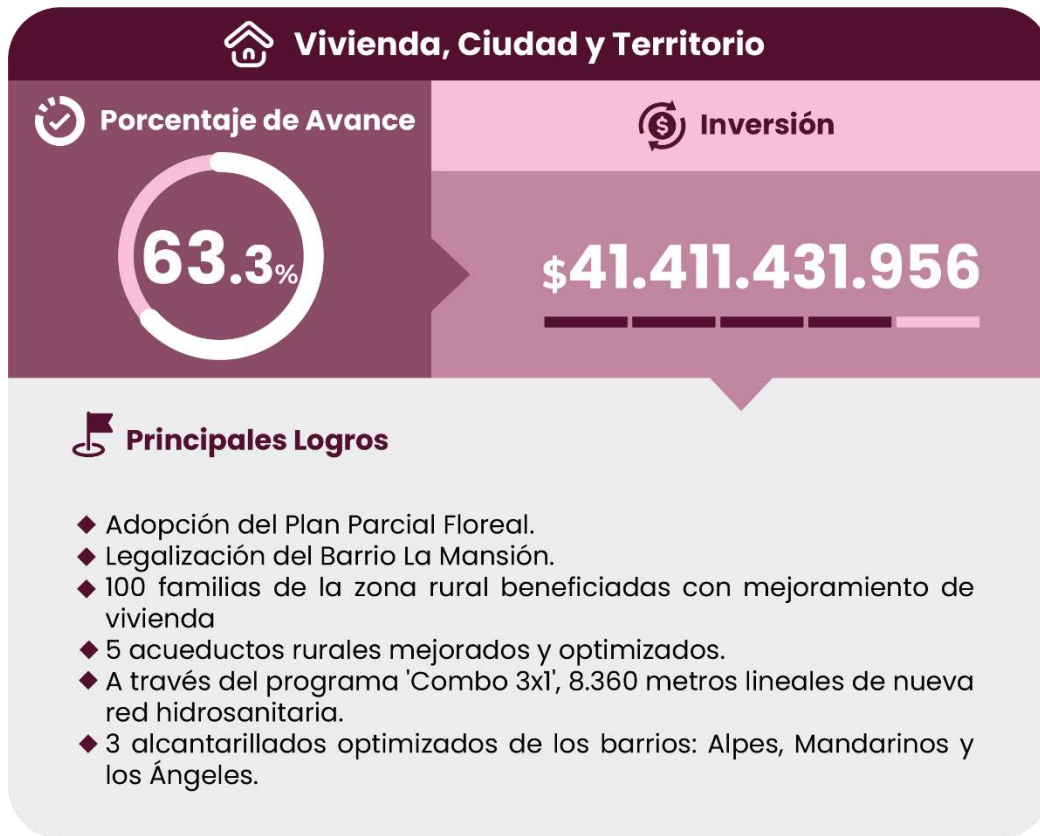 Vivienda, Ciudad y Territorio
Porcentaje de Avance
63.3%
Inversión
$41.411.431.956
Principales Logros
Adopción del Plan Parcial Floreal.
Legalización del Barrio La Mansión.
100 familias de la zona rural beneficiadas con mejoramiento de
vivienda
5 acueductos rurales mejorados y optimizados.
A través del programa 'Combo 3x1', 8.360 metros lineales de nueva
red hidrosanitaria.
3 alcantarillados optimizados de los barrios: Alpes, Mandarinos y
los Ángeles.